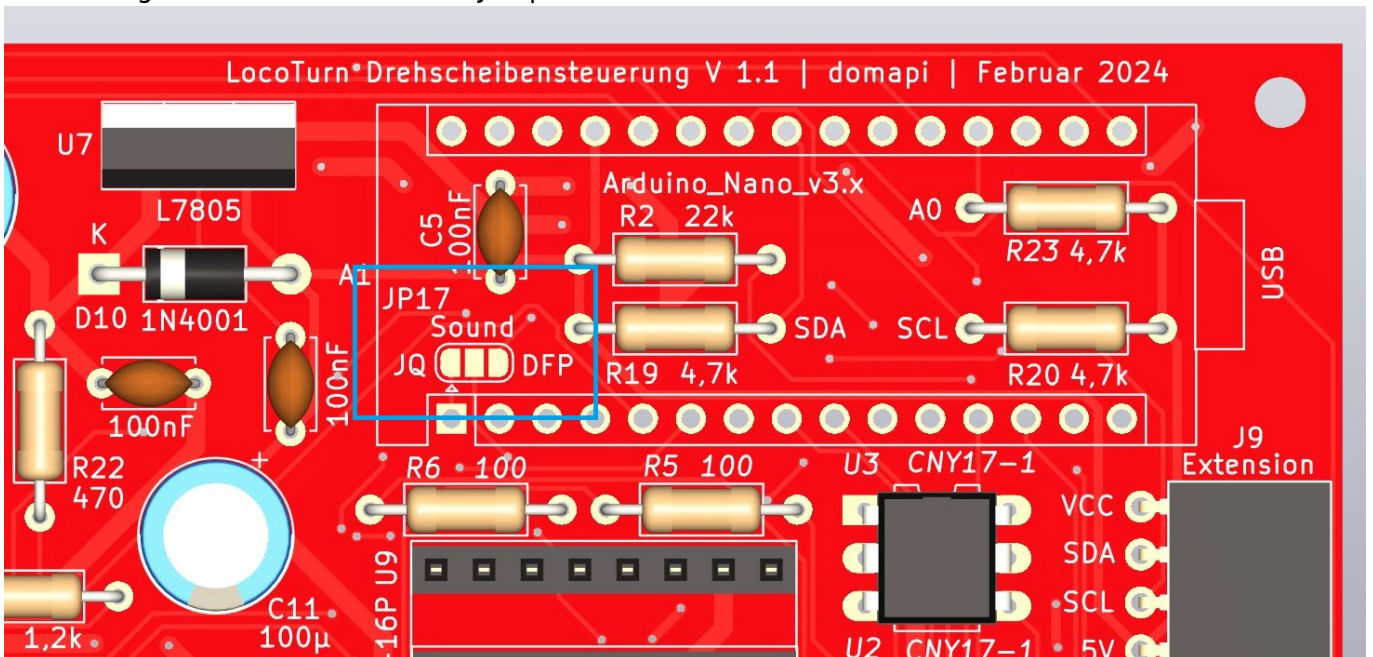 LocoTurn Drehscheibensteuerung V 1.1 | domapi | Februar 2024
U7
L7805
K
D10 1N4001
100nF
100nF
R22
470
C11
100µ
1,2k
A1
C5
100nF
Arduino_Nano_v3.x
R2 22k
A0
R23 4,7k
USB
JP17
Sound
JQ DFP
SDA
SCL
R19 4,7k
R20 4,7k
R6 100
R5 100
-16P U9
U3 CNY17-1
U2 CNY17-1
J9
Extension
VCC
SDA
SCL
5V